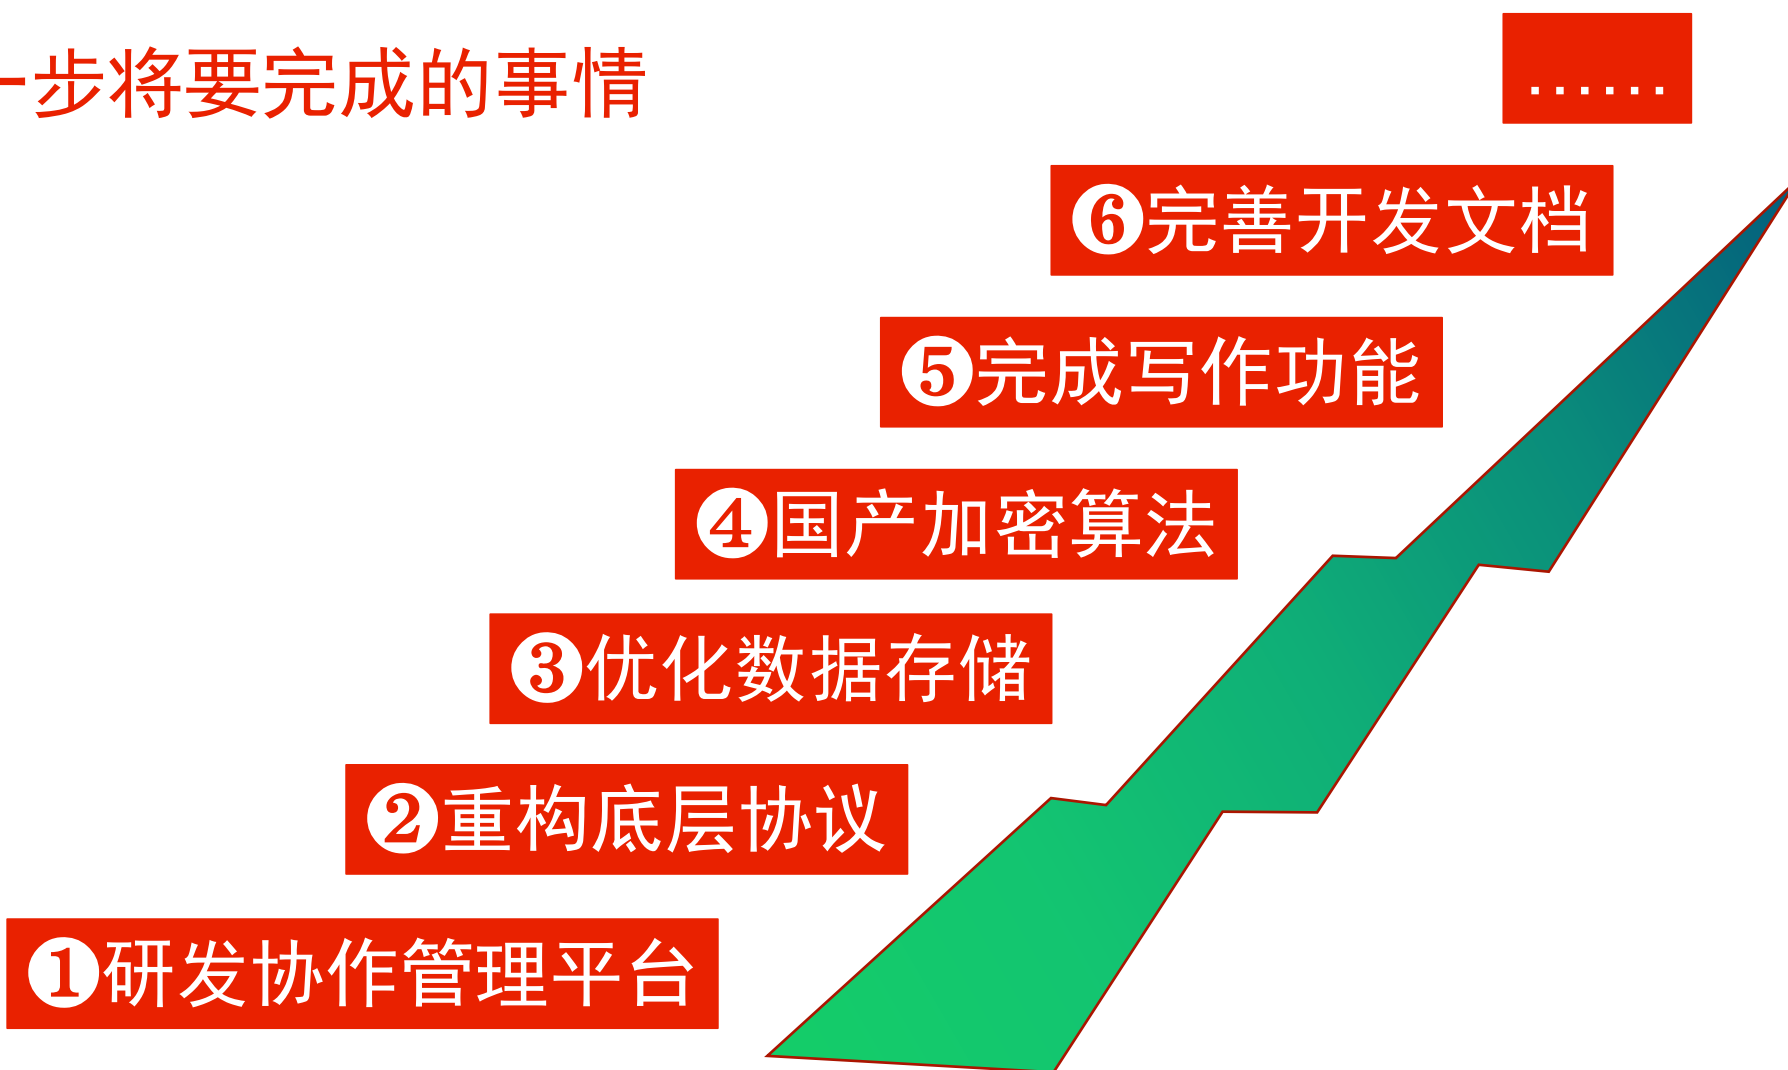 一步将要完成的事情
……
❻完善开发文档
❺完成写作功能
❹国产加密算法
❸优化数据存储
❷重构底层协议
❶研发协作管理平台